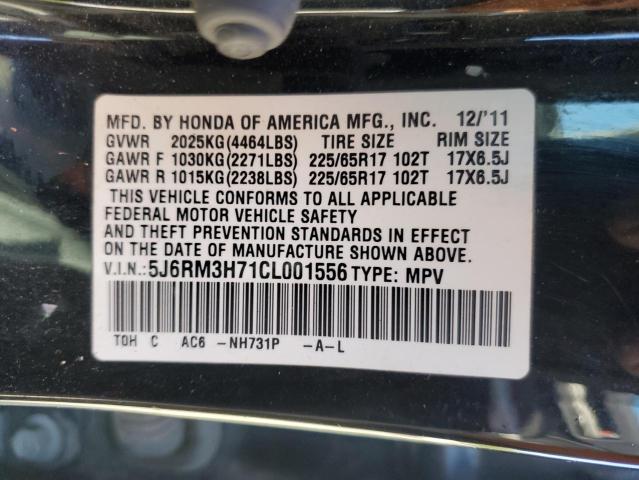 MFD. BY HONDA OF AMERICA MFG., INC. 12/'11
GVWR 2025KG(4464LBS) TIRE SIZE RIM SIZE
GAWR F 1030KG(2271LBS) 225/65R17 102T 17X6.5J
GAWR R 1015KG(2238LBS) 225/65R17 102T 17X6.5J
THIS VEHICLE CONFORMS TO ALL APPLICABLE
FEDERAL MOTOR VEHICLE SAFETY
AND THEFT PREVENTION STANDARDS IN EFFECT
ON THE DATE OF MANUFACTURE SHOWN ABOVE.
V.I.N.:5J6RM3H71CL001556 TYPE: MPV
TOH C AC6 -NH731P -A-L